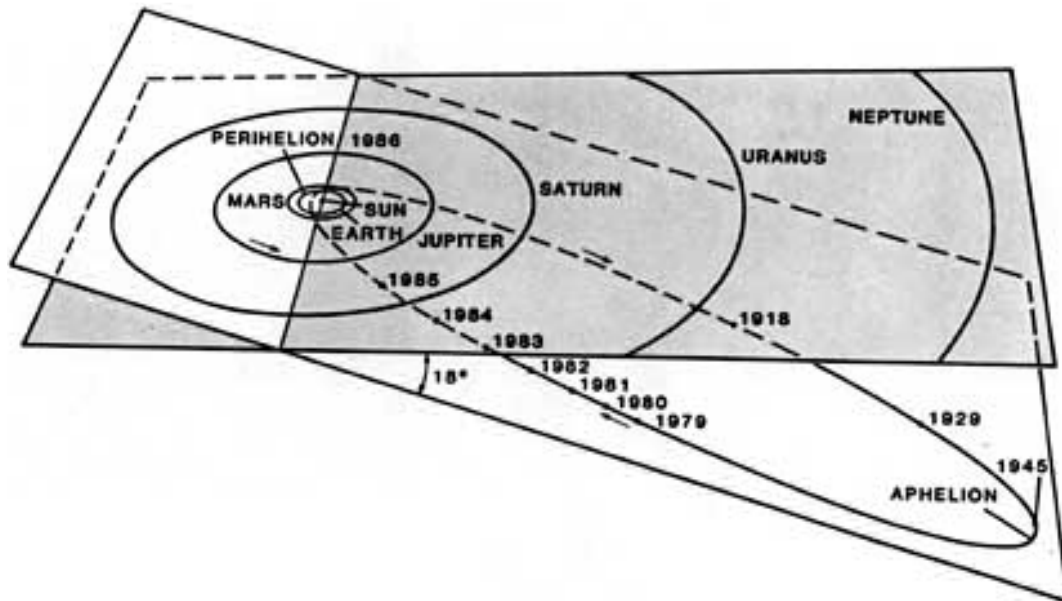 NEPTUNE
PERIHELION 1986
URANUS
MARS
SUN
SATURN
EARTH
JUPITER
1985
1984
1918
1983
1982
18°
1981
1980
1979
1929
1945
APHELION